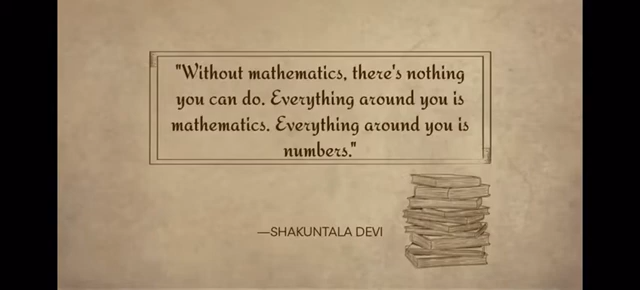 "Without mathematics, there's nothing
you can do. Everything around you is
mathematics. Everything around you is
numbers."
—SHAKUNTALA DEVI